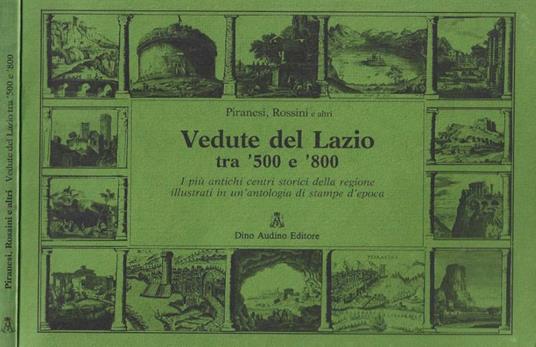 Piranesi, Rossini e altri Vedute del Lazio tra '500 e '800
Piranesi, Rossini e altri
Vedute del Lazio
tra '500 e '800
I più antichi centri storici della regione
illustrati in un'antologia di stampe d'epoca
Dino Audino Editore